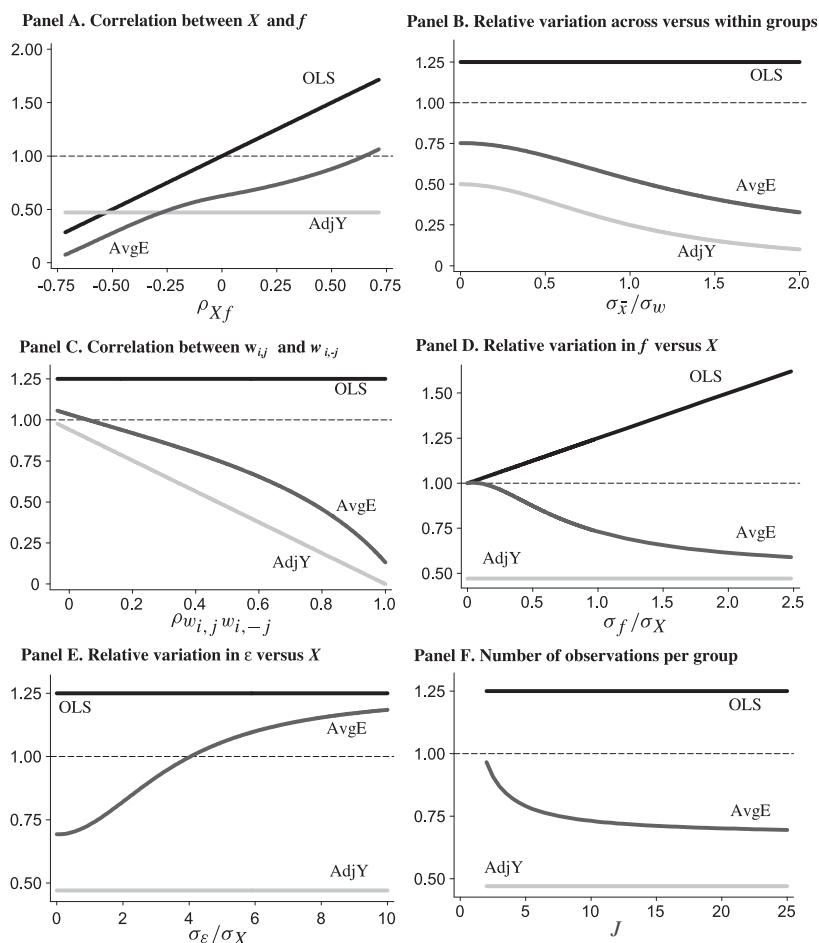 Panel A. Correlation between X and f
2.00
1.50
1.00
0.50
0
OLS
AdjY
AvgE
-0.75 -0.50 -0.25 0 0.25 0.50 0.75
ρXf
Panel B. Relative variation across versus within groups
1.25
1.00
0.75
0.50
0.25
0
OLS
AvgE
AdjY
0 0.5 1.0 1.5 2.0
σx̄/σw
Panel C. Correlation between wi,j and wi,-j
1.25
1.00
0.75
0.50
0.25
0
OLS
AvgE
AdjY
0 0.2 0.4 0.6 0.8 1.0
ρwi,jwi,−j
Panel D. Relative variation in f versus X
1.50
1.25
1.00
0.75
0.50
OLS
AvgE
AdjY
0 0.5 1.0 1.5 2.0 2.5
σf/σX
Panel E. Relative variation in ε versus X
1.25
1.00
0.75
0.50
OLS
AvgE
AdjY
0 2 4 6 8 10
σε/σX
Panel F. Number of observations per group
1.25
1.00
0.75
0.50
OLS
AvgE
AdjY
0 5 10 15 20 25
J